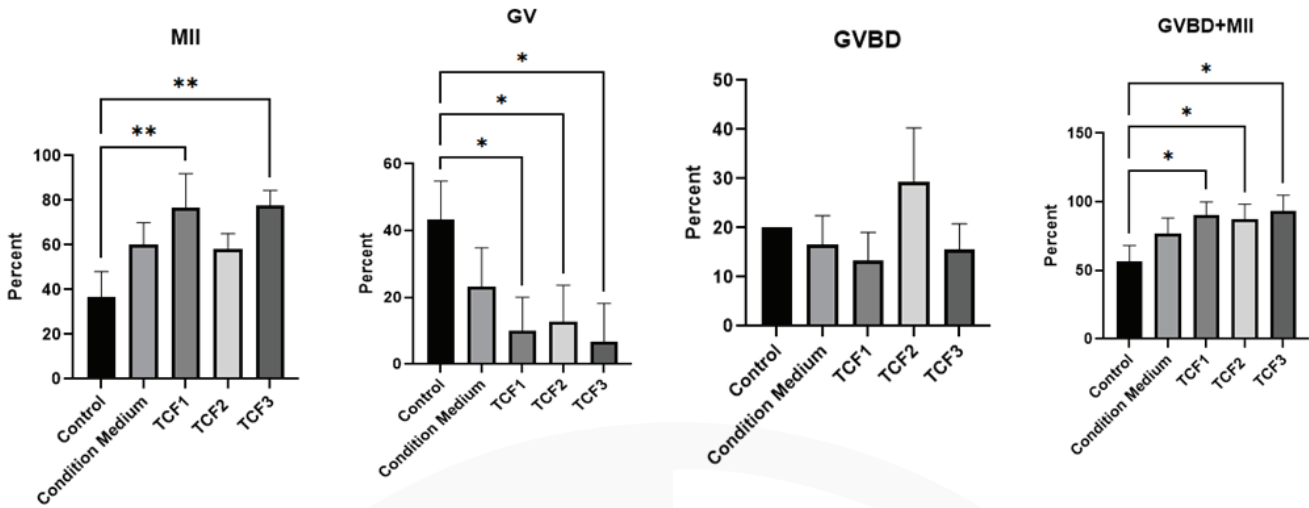 MII
**
**
Percent
100
80
60
40
20
0
Control
Condition Medium
TCF1
TCF2
TCF3
GV
*
*
*
Percent
60
40
20
0
Control
Condition Medium
TCF1
TCF2
TCF3
GVBD
Percent
50
40
30
20
10
0
Control
Condition Medium
TCF1
TCF2
TCF3
GVBD+MII
*
*
*
Percent
150
100
50
0
Control
Condition Medium
TCF1
TCF2
TCF3